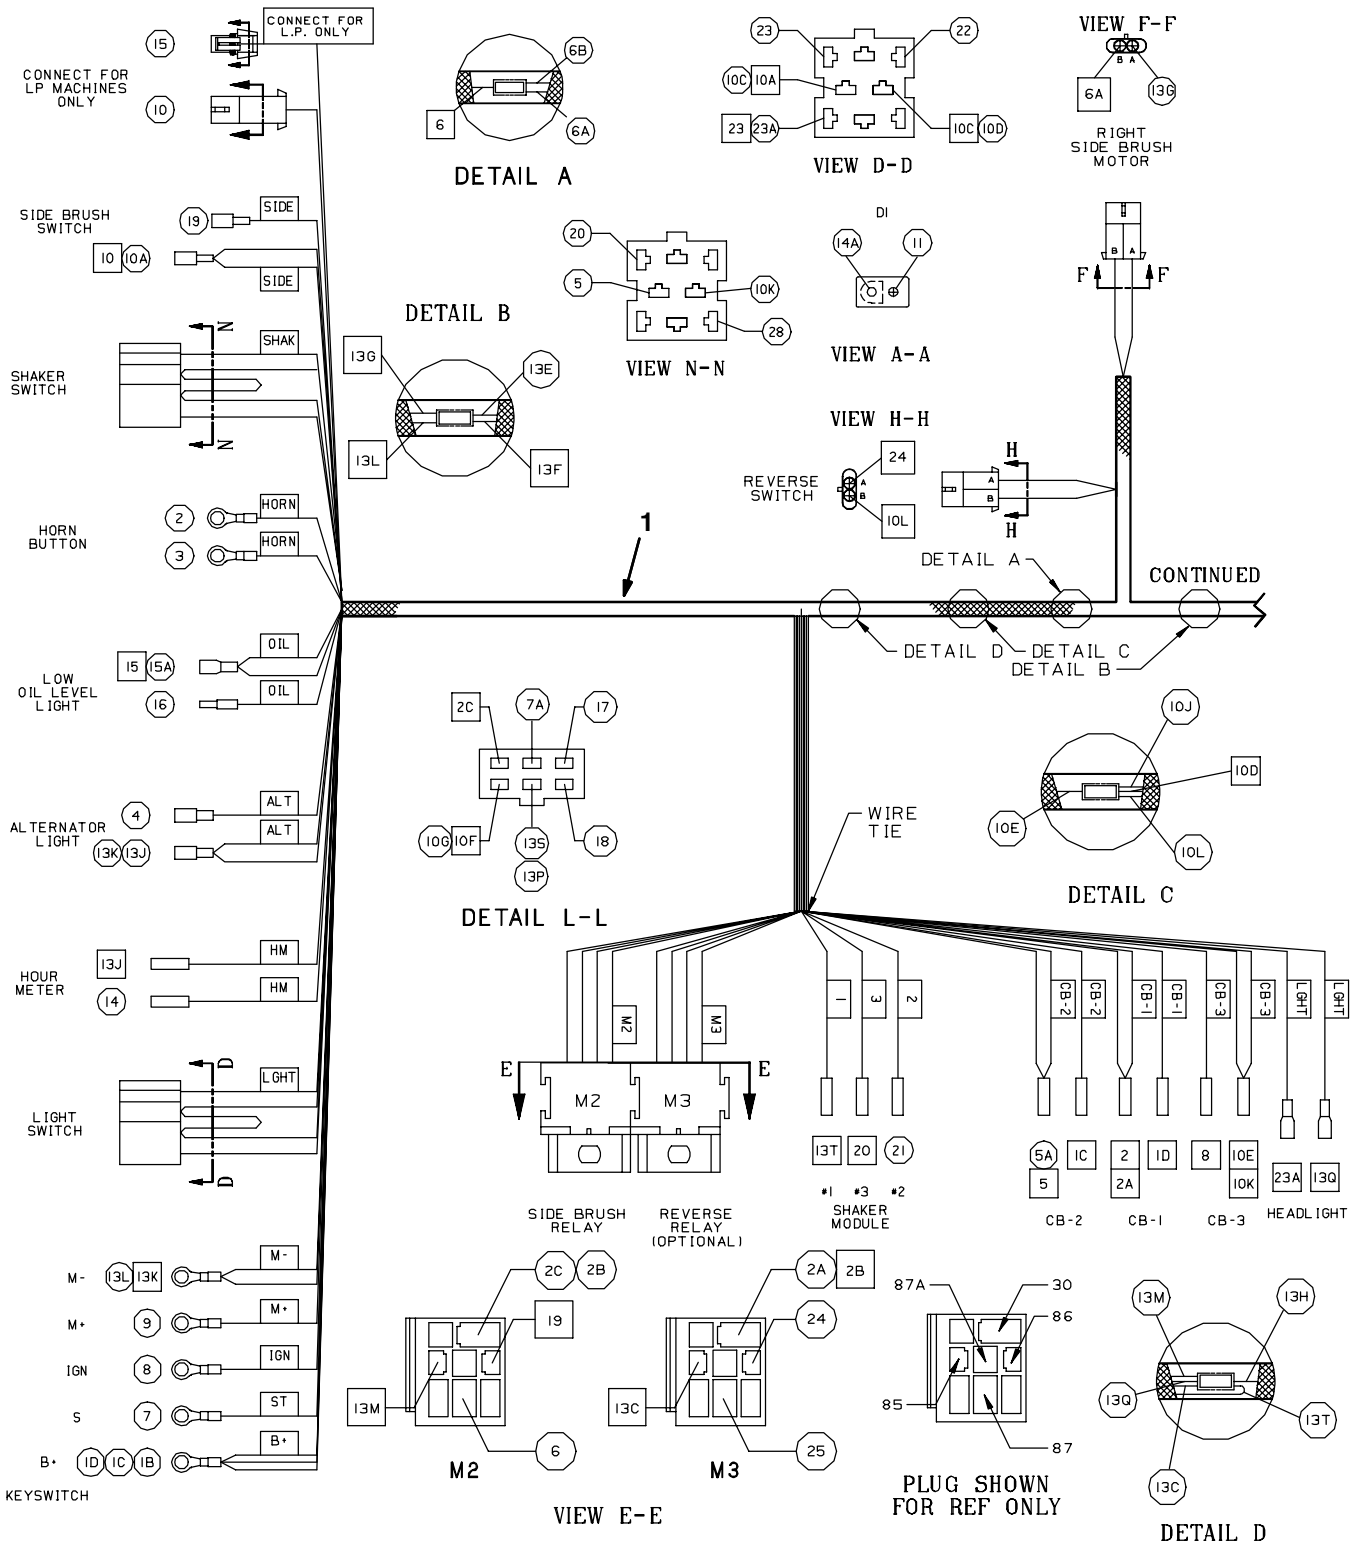 CONNECT FOR
L.P. ONLY
15
CONNECT FOR
LP MACHINES
ONLY
10
6B
6
6A
DETAIL A
23
22
10C
10A
23
23A
10C
10D
VIEW D-D
VIEW F-F
B A
6A
13G
RIGHT
SIDE BRUSH
MOTOR
SIDE BRUSH
SWITCH
19
SIDE
10
10A
SIDE
20
5
10K
28
VIEW N-N
D1
14A
11
VIEW A-A
B A
F
F
DETAIL B
13G
13E
13L
13F
SHAKER
SWITCH
N
SHAK
N
VIEW H-H
REVERSE
SWITCH
24
A
B
10L
H
A
B
H
HORN
BUTTON
2
HORN
3
HORN
1
DETAIL A
CONTINUED
DETAIL D
DETAIL C
DETAIL B
LOW
OIL LEVEL
LIGHT
15
15A
OIL
16
OIL
2C
7A
17
10G
10F
13S
18
13P
DETAIL L-L
10J
10D
10E
10L
DETAIL C
ALTERNATOR
LIGHT
4
ALT
13K
13J
ALT
WIRE
TIE
HOUR
METER
13J
HM
14
HM
M2
M3
1
3
2
CB-2
CB-2
CB-1
CB-1
CB-3
CB-3
LGHT
LGHT
LIGHT
SWITCH
D
LGHT
D
E
E
M2
M3
13T
20
21
#1 #3 #2
SHAKER
MODULE
5A
5
1C
2
2A
1D
8
10E
10K
23A
13Q
CB-2
CB-1
CB-3
HEADLIGHT
SIDE BRUSH
RELAY
REVERSE
RELAY
(OPTIONAL)
M-
13L
13K
M-
M+
9
M+
IGN
8
IGN
S
7
ST
B+
1D
1C
1B
B+
KEYSWITCH
2C
2B
19
13M
6
M2
2A
2B
24
13C
25
M3
VIEW E-E
87A
30
86
85
87
PLUG SHOWN
FOR REF ONLY
13M
13H
13Q
13T
13C
DETAIL D